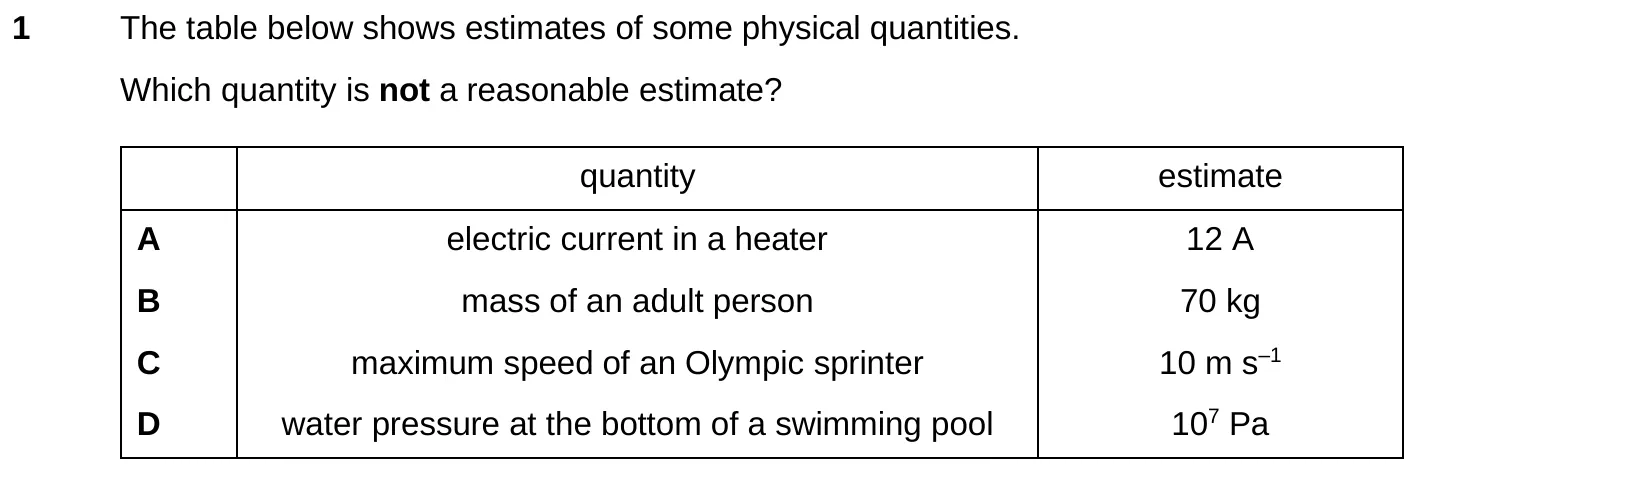 1 The table below shows estimates of some physical quantities.
Which quantity is not a reasonable estimate?
quantity estimate
A electric current in a heater 12 A
B mass of an adult person 70 kg
C maximum speed of an Olympic sprinter 10 m s⁻¹
D water pressure at the bottom of a swimming pool 10⁷ Pa